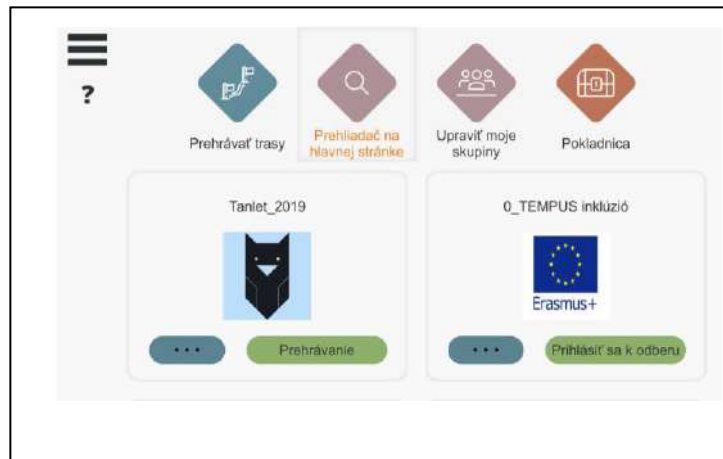 ?
Prehrávať trasy
Prehliadač na
hlavnej stránke
Upraviť moje
skupiny
Pokladnica
Tanlet_2019
0_TEMPUS inklúzió
Erasmus+
...
Prehrávanie
...
Prihlásiť sa k odberu